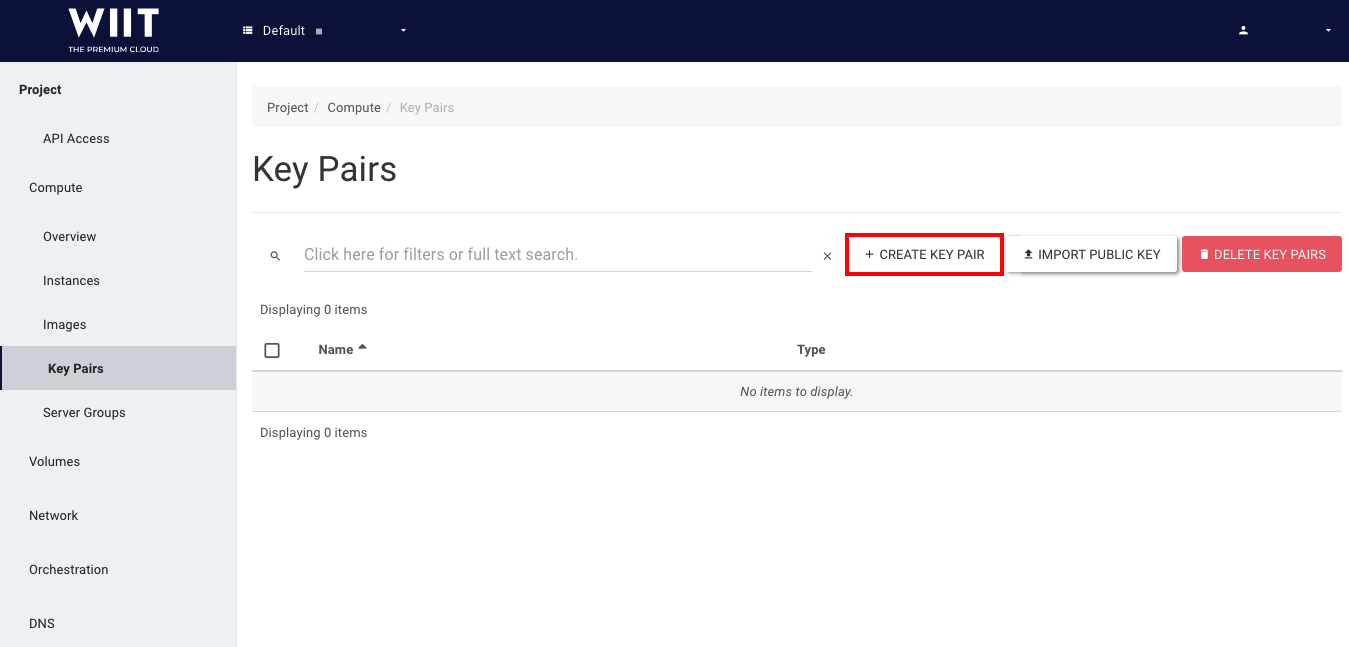 WIIT
THE PREMIUM CLOUD
Default
Project
API Access
Compute
Overview
Instances
Images
Key Pairs
Server Groups
Volumes
Network
Orchestration
DNS
Project / Compute / Key Pairs
Key Pairs
Click here for filters or full text search.
× + CREATE KEY PAIR IMPORT PUBLIC KEY DELETE KEY PAIRS
Displaying 0 items
Name Type
No items to display.
Displaying 0 items